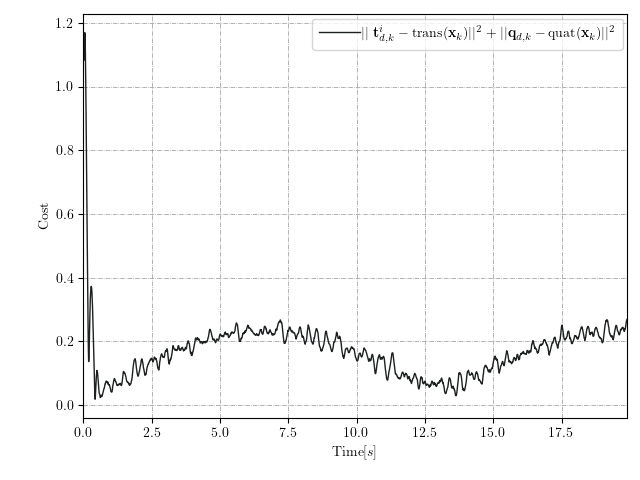 1.2
|| t^i_{d,k} − trans(x_k)||^2 + ||q_{d,k} − quat(x_k)||^2
1.0
0.8
0.6
Cost
0.4
0.2
0.0
0.0 2.5 5.0 7.5 10.0 12.5 15.0 17.5
Time[s]